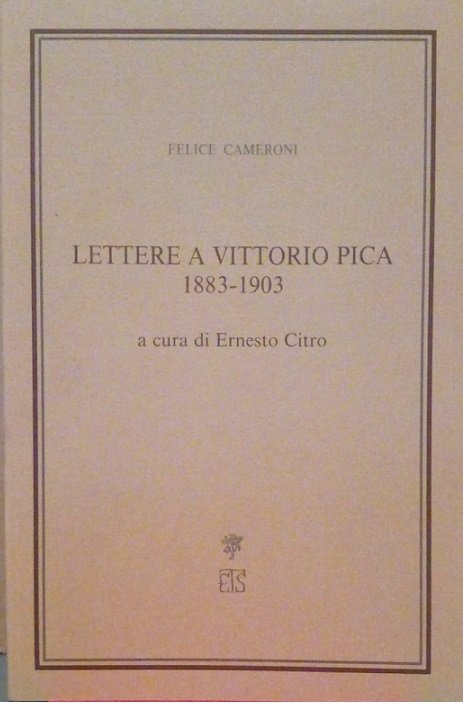 FELICE CAMERONI
LETTERE A VITTORIO PICA
1883-1903
a cura di Ernesto Citro
ETS